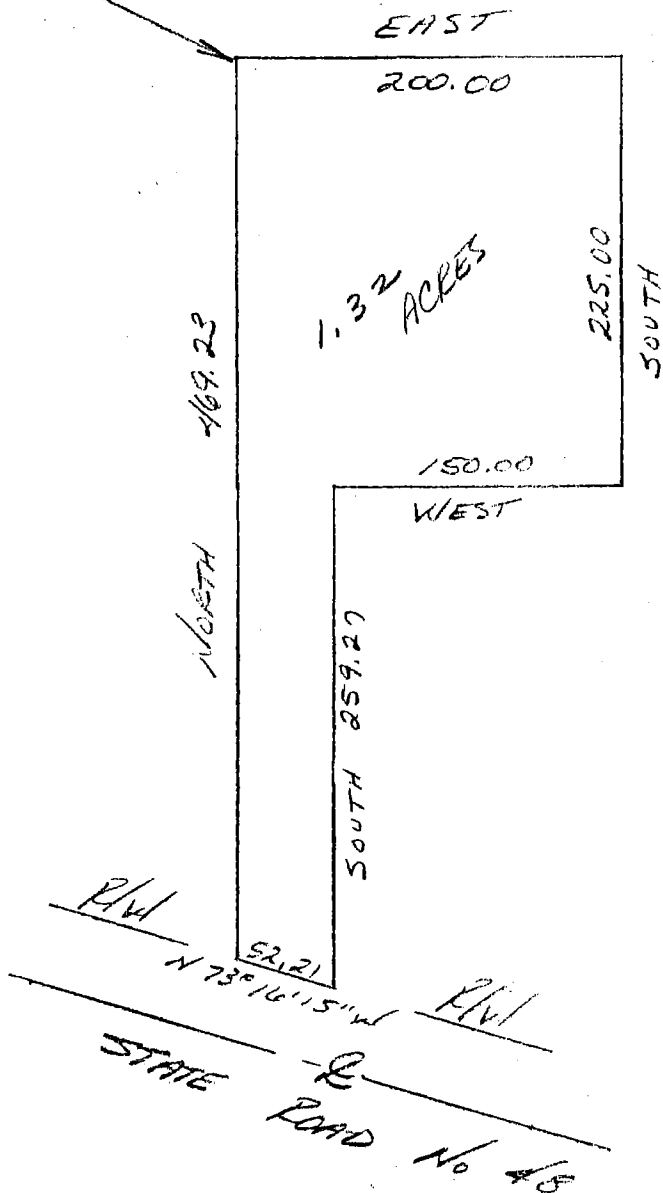 EAST
200.00
1.32
ACRES
225.00
SOUTH
469.23
NORTH
150.00
WEST
SOUTH 259.27
R/W
52.21
N 73° 16' 15" W
R/W
℄
STATE ROAD No 48